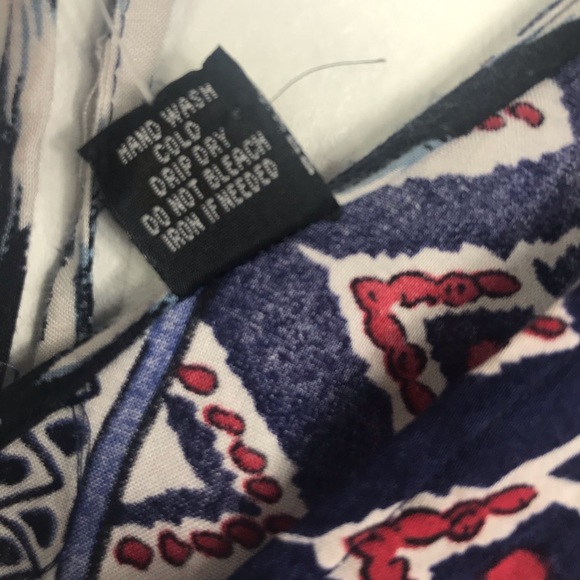 HAND WASH
COLD
DRIP DRY
DO NOT BLEACH
IRON IF NEEDED